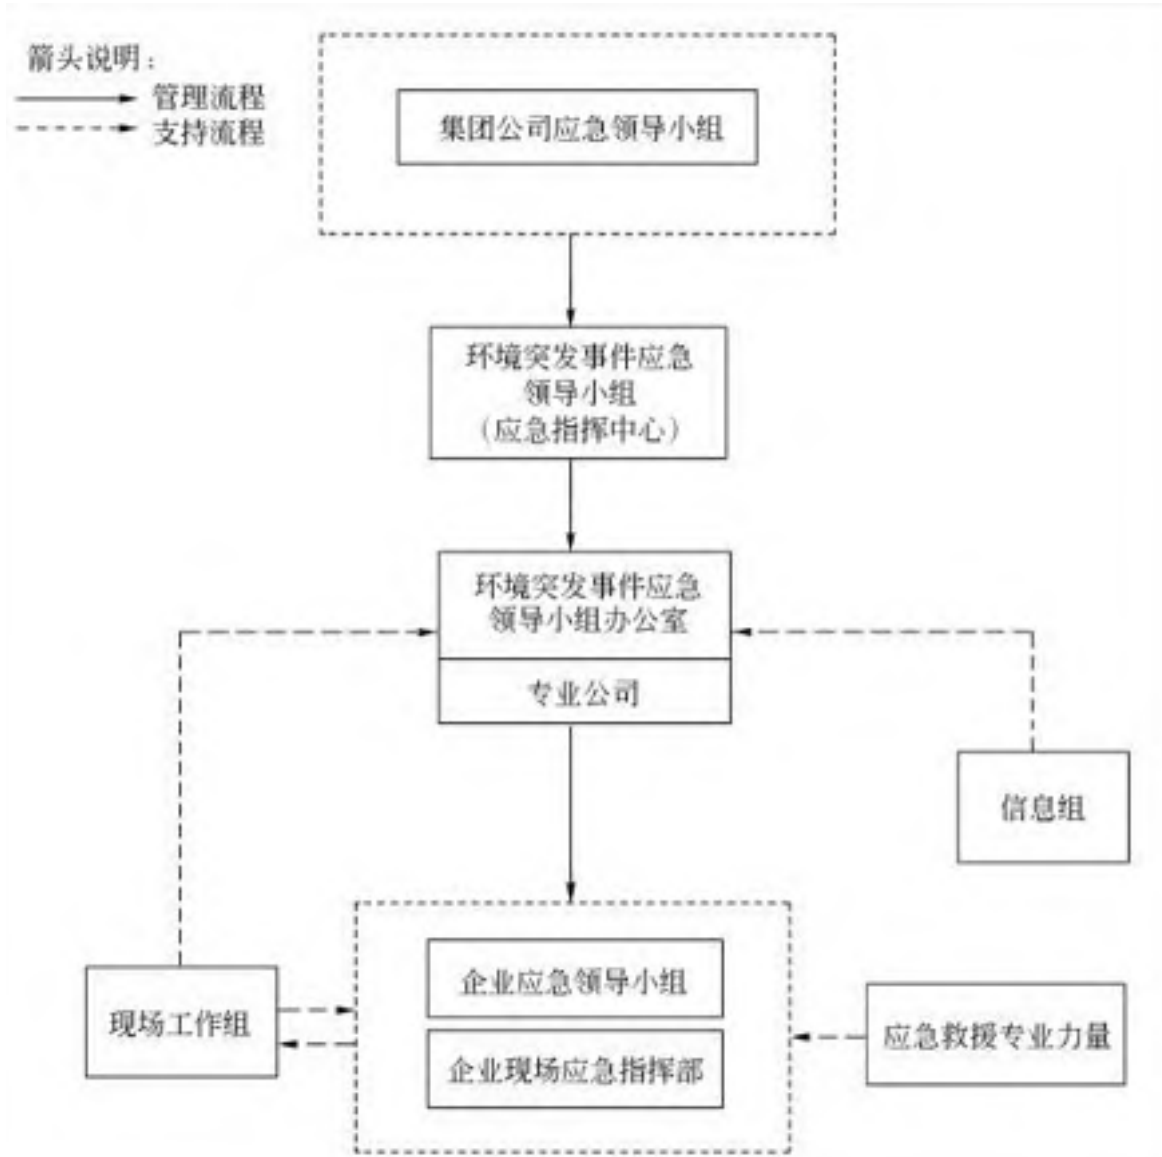 箭头说明：
管理流程
支持流程
集团公司应急领导小组
环境突发事件应急
领导小组
（应急指挥中心）
环境突发事件应急
领导小组办公室
专业公司
信息组
企业应急领导小组
现场工作组
应急救援专业力量
企业现场应急指挥部